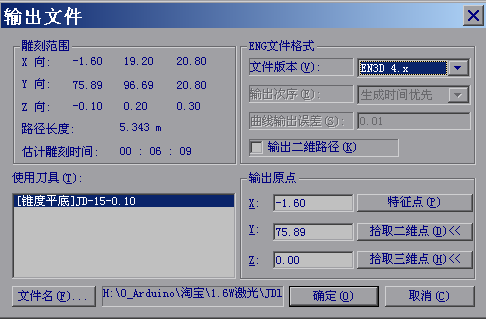 输出文件
雕刻范围
X 向: -1.60 19.20 20.80
Y 向: 75.89 96.69 20.80
Z 向: -0.10 0.20 0.30
路径长度: 5.343 m
估计雕刻时间: 00 : 06 : 09
ENG文件格式
文件版本(V): EN3D 4.x
输出次序(E): 生成时间优先
曲线输出误差(S): 0.01
输出二维路径(K)
使用刀具(T):
[锥度平底]JD-15-0.10
输出原点
X: -1.60 特征点(P)
Y: 75.89 拾取二维点(D)<<
Z: 0.00 拾取三维点(H)<<
文件名(F)... H:\O_Arduino\淘宝\1.6W激光\JD1
确定(O) 取消(C)